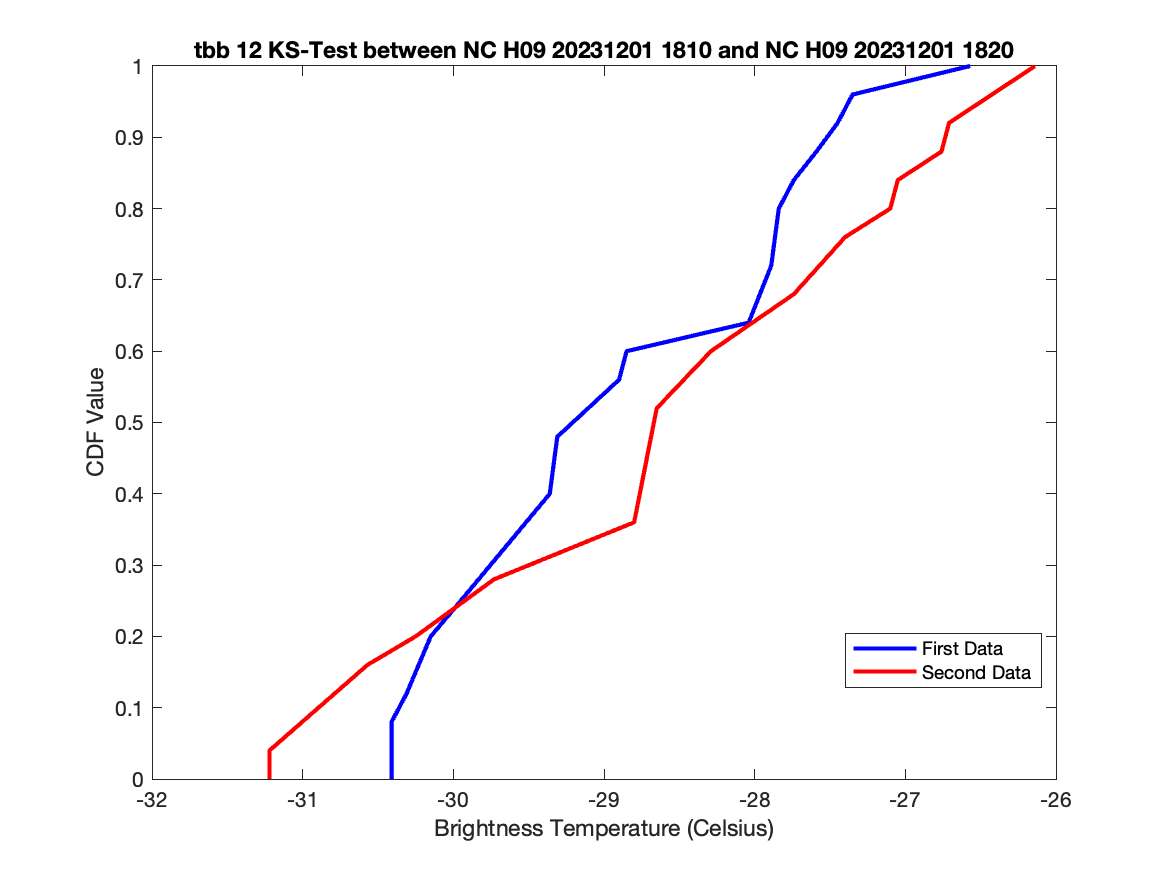 tbb 12 KS-Test between NC H09 20231201 1810 and NC H09 20231201 1820
1
0.9
0.8
0.7
0.6
0.5
0.4
0.3
0.2
0.1
0
CDF Value
First Data
Second Data
-32 -31 -30 -29 -28 -27 -26
Brightness Temperature (Celsius)